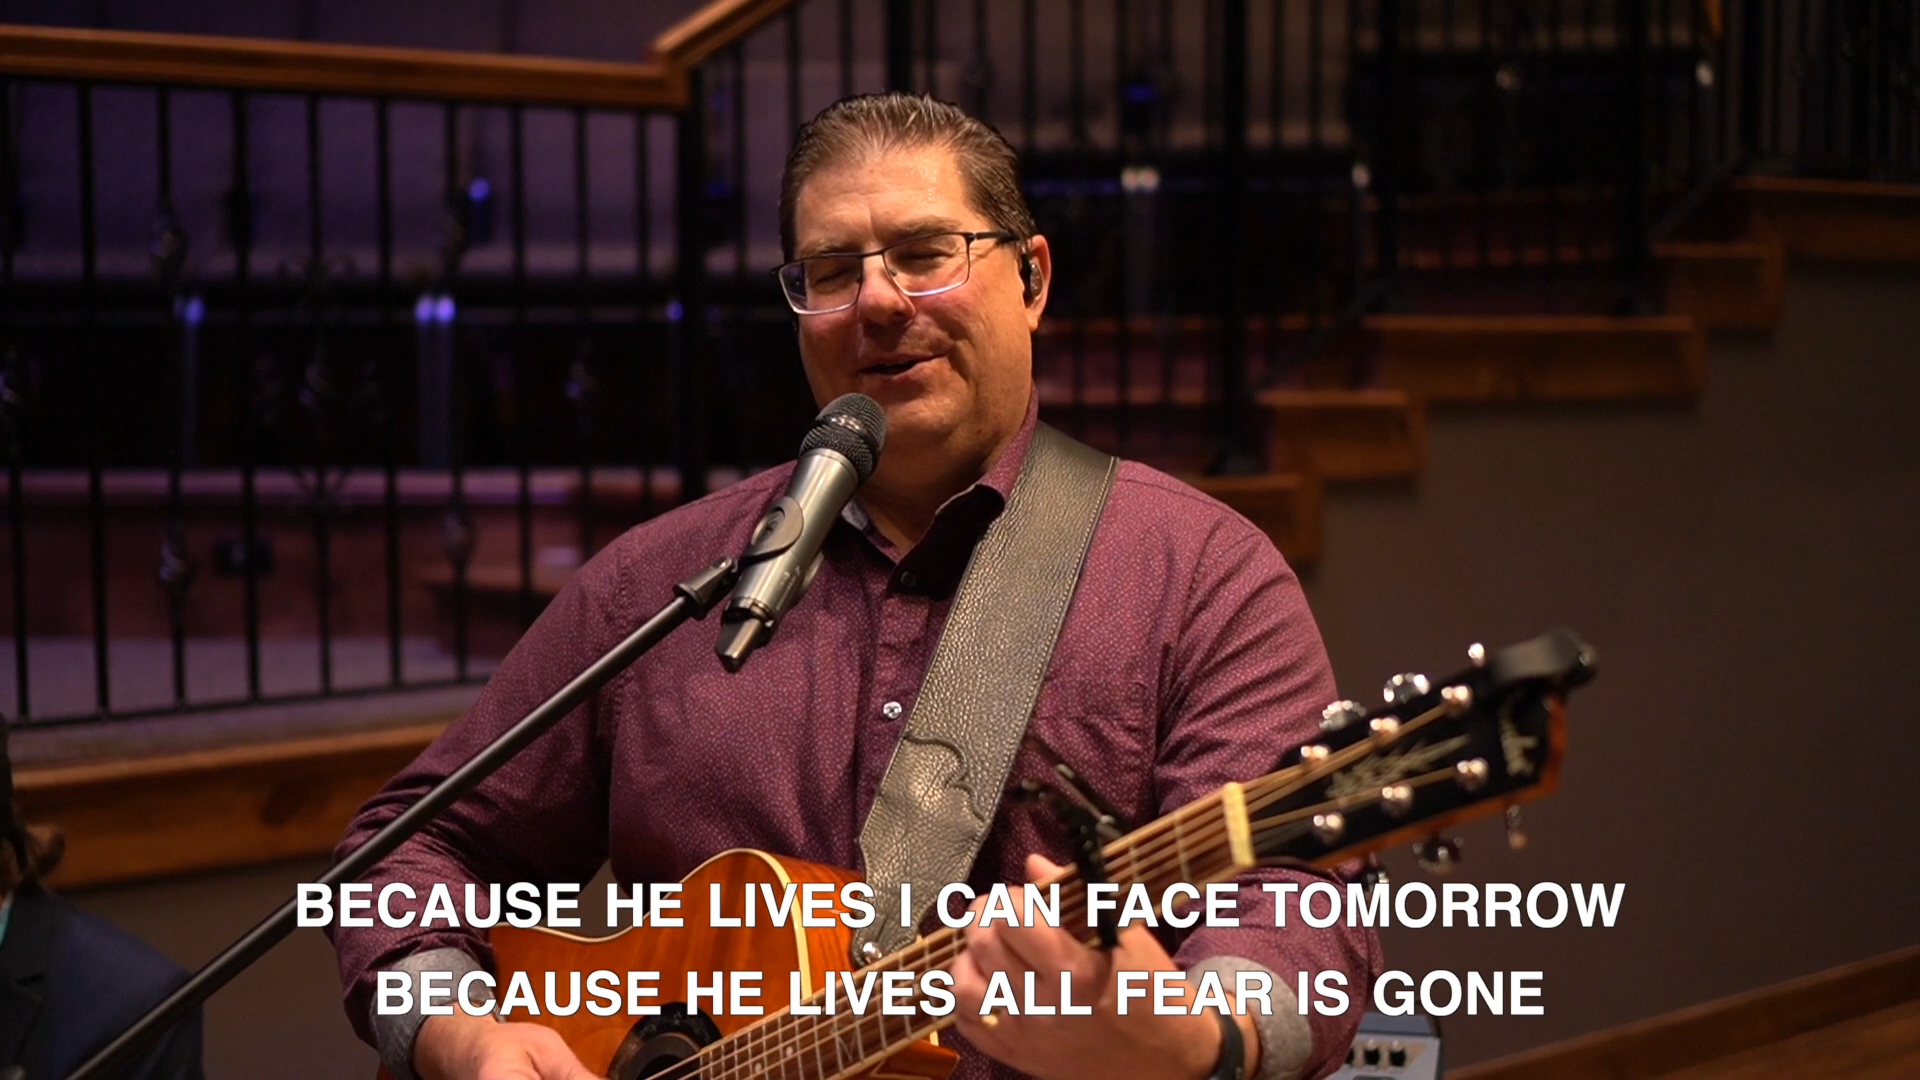 BECAUSE HE LIVES I CAN FACE TOMORROW
BECAUSE HE LIVES ALL FEAR IS GONE